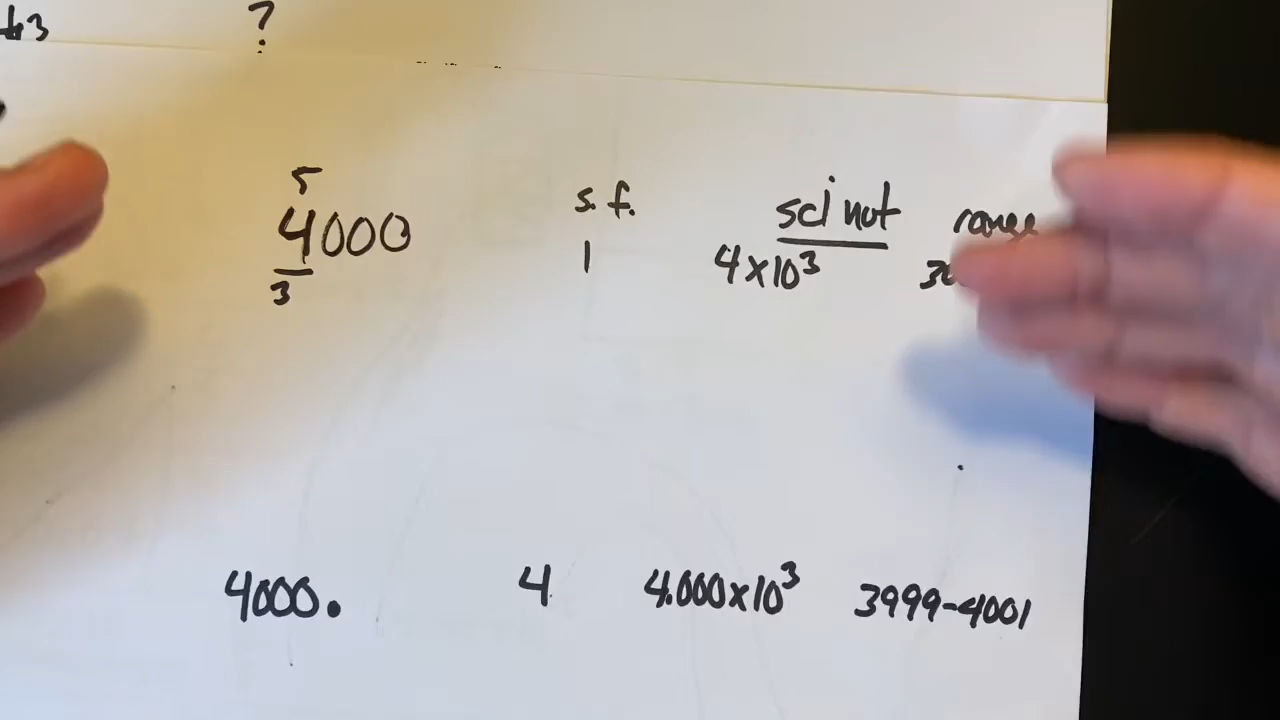 ?
5
4000
3
s.f. sci not range
1 4x10³
4000. 4 4.000x10³ 3999-4001